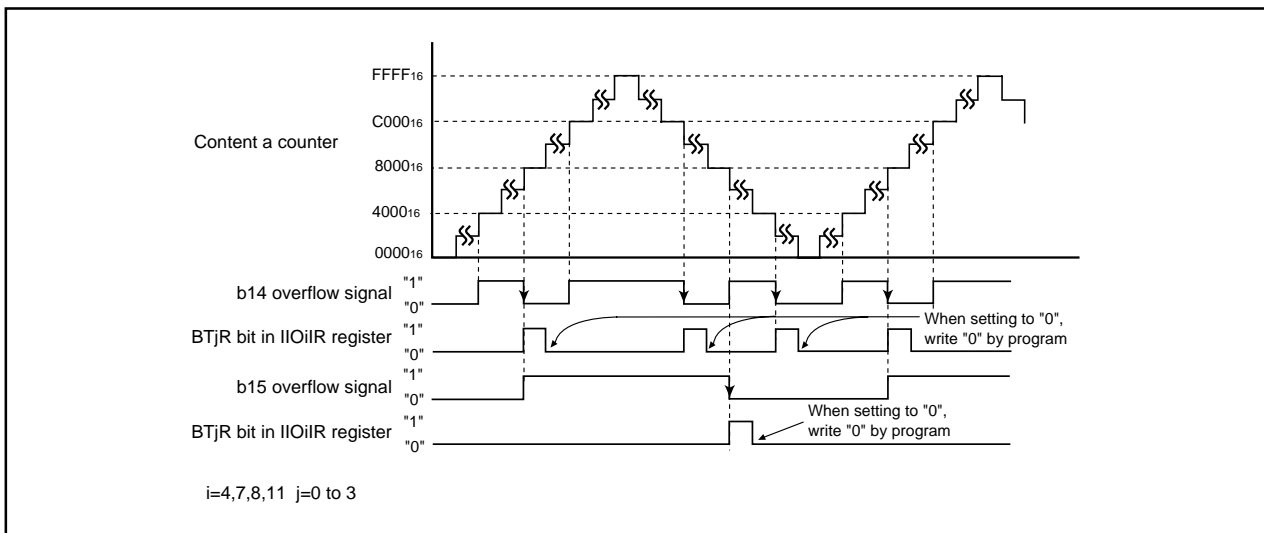 FFFF16
C00016
Content a counter
800016
400016
000016
"1"
b14 overflow signal
"0"
When setting to "0",
"1"
BTjR bit in IIOiIR register
write "0" by program
"0"
"1"
b15 overflow signal
"0"
When setting to "0",
"1"
BTjR bit in IIOiIR register
write "0" by program
"0"
i=4,7,8,11 j=0 to 3